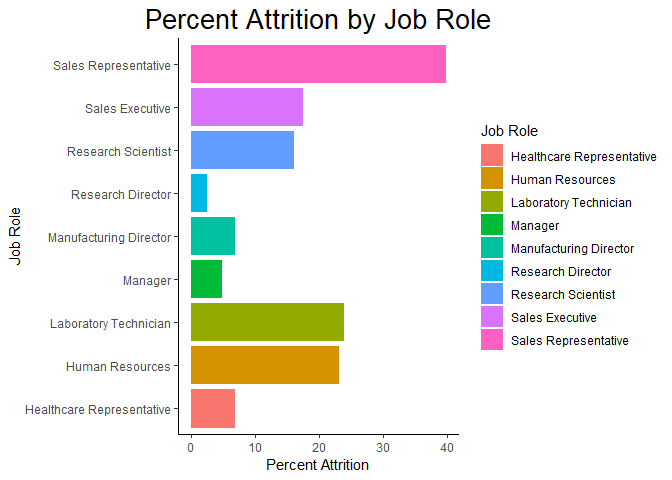 Percent Attrition by Job Role
Job Role
Sales Representative
Sales Executive
Research Scientist
Research Director
Manufacturing Director
Manager
Laboratory Technician
Human Resources
Healthcare Representative
0 10 20 30 40
Percent Attrition
Job Role
Healthcare Representative
Human Resources
Laboratory Technician
Manager
Manufacturing Director
Research Director
Research Scientist
Sales Executive
Sales Representative